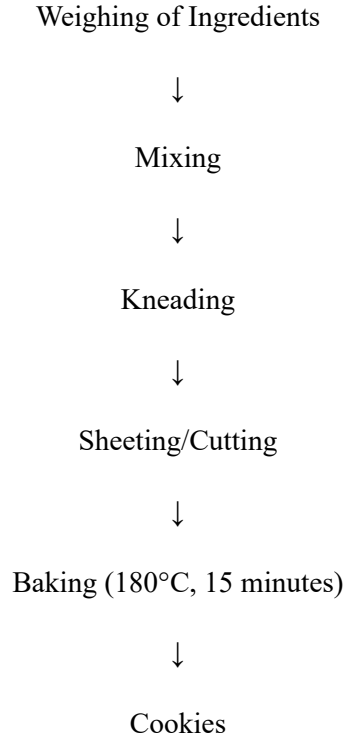 Weighing of Ingredients
↓
Mixing
↓
Kneading
↓
Sheeting/Cutting
↓
Baking (180°C, 15 minutes)
↓
Cookies